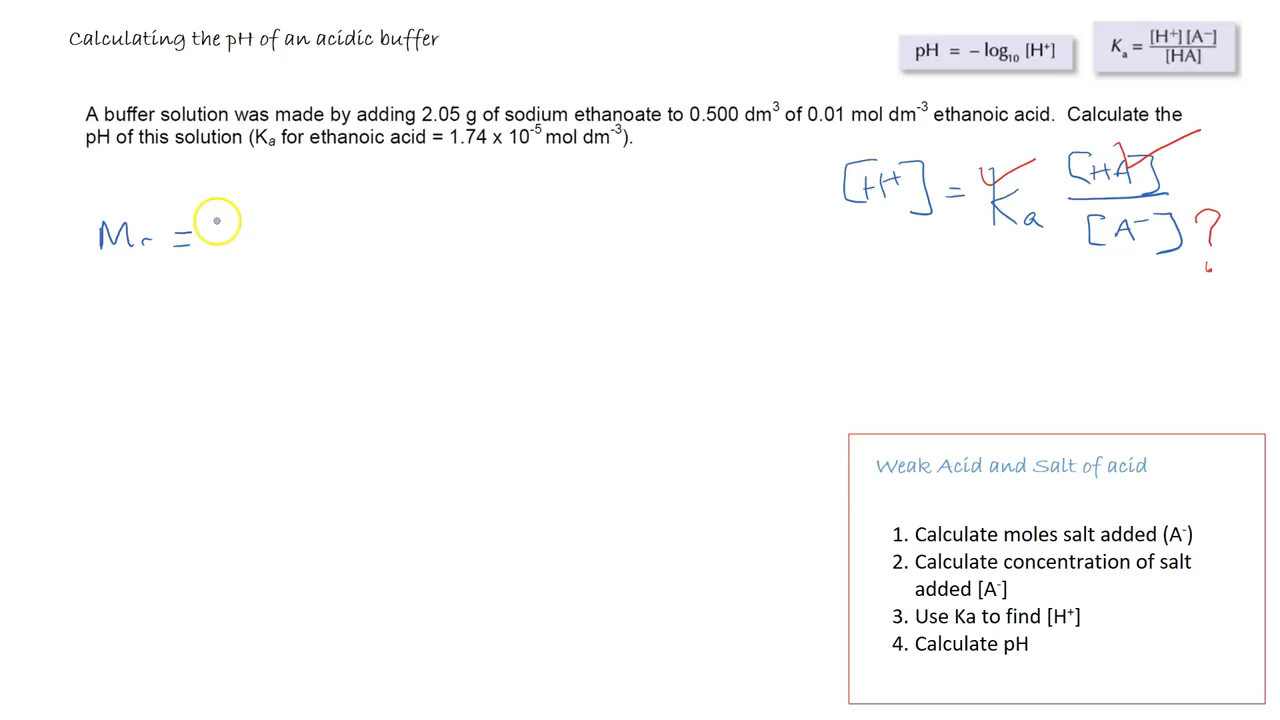 Calculating the pH of an acidic buffer
pH = − log₁₀ [H⁺]
Kₐ = [H⁺] [A⁻] / [HA]
A buffer solution was made by adding 2.05 g of sodium ethanoate to 0.500 dm³ of 0.01 mol dm⁻³ ethanoic acid. Calculate the
pH of this solution (Kₐ for ethanoic acid = 1.74 x 10⁻⁵ mol dm⁻³).
[H⁺] = Kₐ [HA] / [A⁻] ?
Mr =
Weak Acid and Salt of acid
1. Calculate moles salt added (A⁻)
2. Calculate concentration of salt
added [A⁻]
3. Use Ka to find [H⁺]
4. Calculate pH